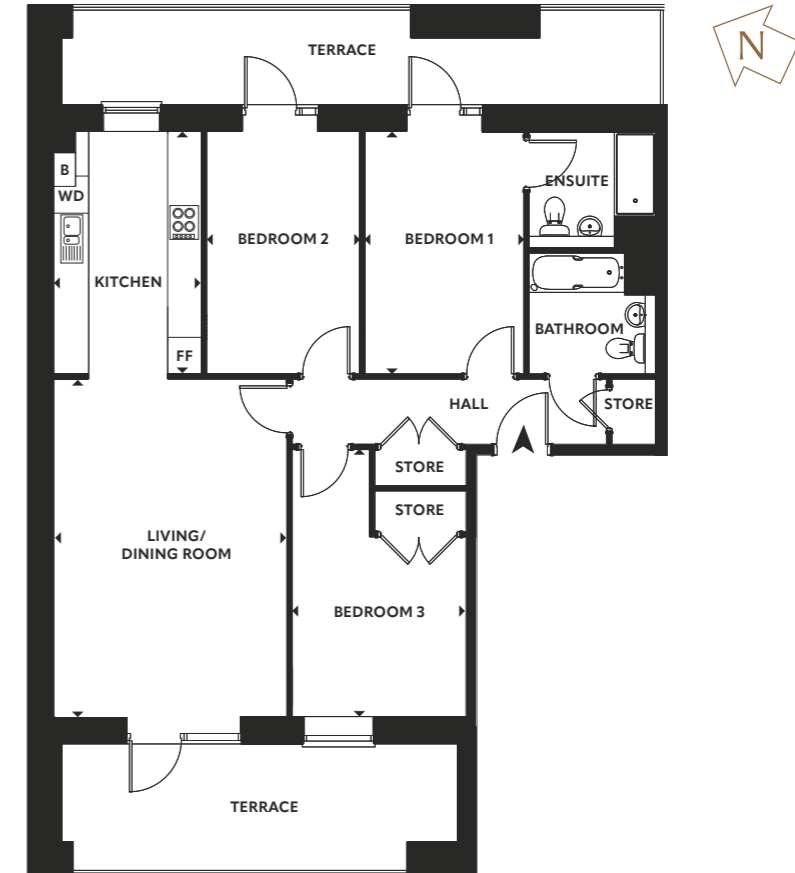 TERRACE
N
B
WD
ENSUITE
BEDROOM 2
BEDROOM 1
KITCHEN
BATHROOM
FF
HALL
STORE
STORE
STORE
LIVING/
DINING ROOM
BEDROOM 3
TERRACE